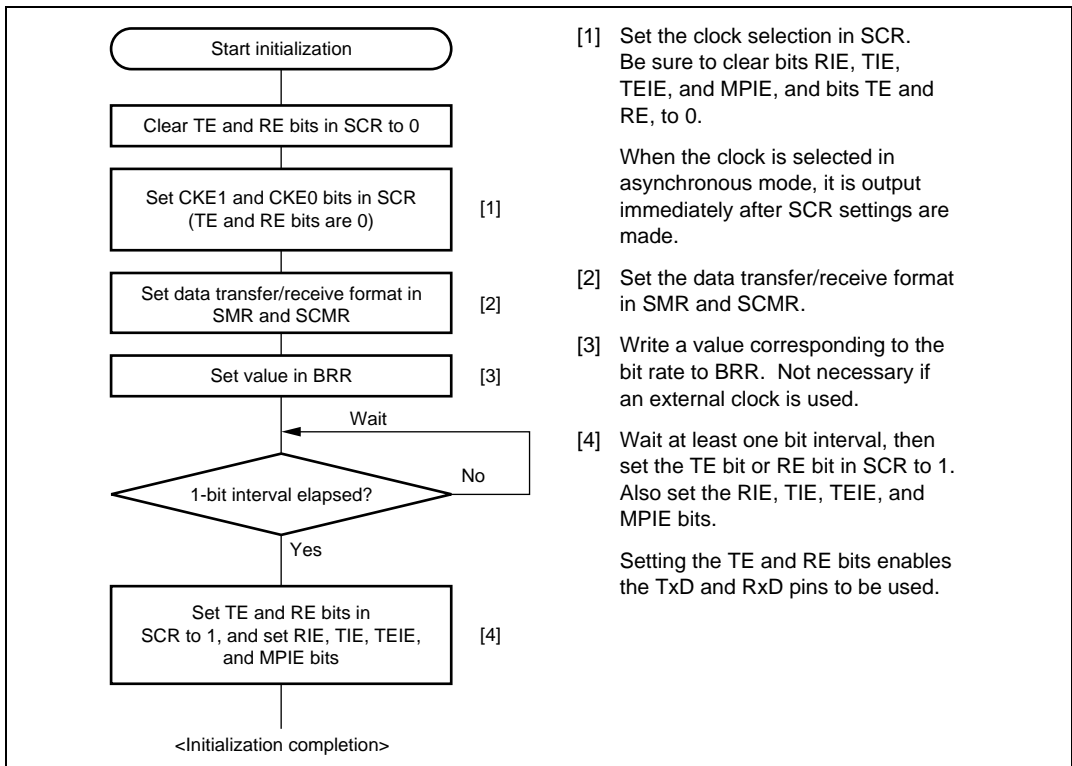 Start initialization
Clear TE and RE bits in SCR to 0
Set CKE1 and CKE0 bits in SCR
(TE and RE bits are 0)
[1]
Set data transfer/receive format in
SMR and SCMR
[2]
Set value in BRR
[3]
Wait
1-bit interval elapsed?
No
Yes
Set TE and RE bits in
SCR to 1, and set RIE, TIE, TEIE,
and MPIE bits
[4]
<Initialization completion>
[1] Set the clock selection in SCR.
Be sure to clear bits RIE, TIE,
TEIE, and MPIE, and bits TE and
RE, to 0.
When the clock is selected in
asynchronous mode, it is output
immediately after SCR settings are
made.
[2] Set the data transfer/receive format
in SMR and SCMR.
[3] Write a value corresponding to the
bit rate to BRR. Not necessary if
an external clock is used.
[4] Wait at least one bit interval, then
set the TE bit or RE bit in SCR to 1.
Also set the RIE, TIE, TEIE, and
MPIE bits.
Setting the TE and RE bits enables
the TxD and RxD pins to be used.